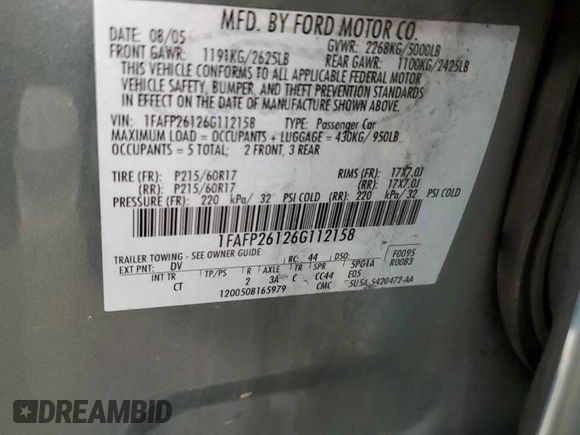 MFD. BY FORD MOTOR CO.
DATE: 08/05 GVWR: 2268KG/5000LB
FRONT GAWR: 1191KG/2625LB REAR GAWR: 1100KG/2425LB
THIS VEHICLE CONFORMS TO ALL APPLICABLE FEDERAL MOTOR
VEHICLE SAFETY, BUMPER, AND THEFT PREVENTION STANDARDS
IN EFFECT ON THE DATE OF MANUFACTURE SHOWN ABOVE.
VIN: 1FAFP26126G112158 TYPE: Passenger Car
MAXIMUM LOAD = OCCUPANTS + LUGGAGE = 430KG/950LB
OCCUPANTS = 5 TOTAL; 2 FRONT, 3 REAR
TIRE (FR): P215/60R17 RIMS (FR): 17X7.0J
(RR): P215/60R17 (RR): 17X7.0J
PRESSURE (FR): 220 kPa/ 32 PSI COLD (RR): 220 kPa/ 32 PSI COLD
1FAFP26126G112158
TRAILER TOWING - SEE OWNER GUIDE F0095
EXT PNT: DV RC: 44 DSO: R0083
INT TR TP/PS R AXLE TR SPR SPG1A
CT 2 3A C CC44 E05
120050B165979 CMC 5U5A-5420472-AA
DREAMBID